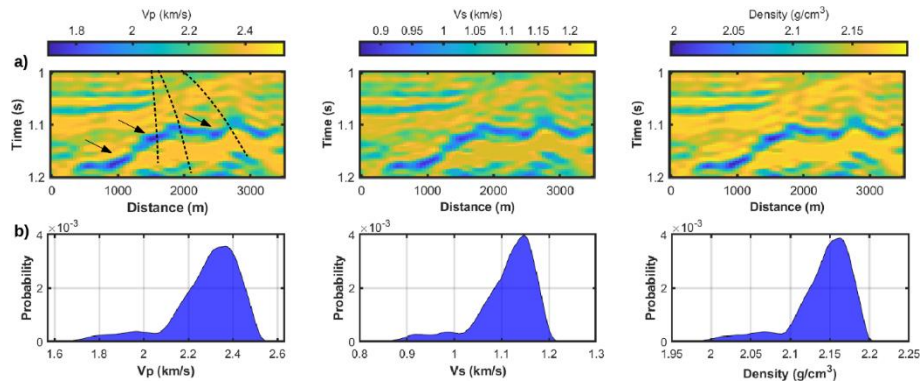 Vp (km/s) Vs (km/s) Density (g/cm³)
1.8 2 2.2 2.4 0.9 0.95 1 1.05 1.1 1.15 1.2 2 2.05 2.1 2.15
a)
1 1 1
Time (s) 1.1 Time (s) 1.1 Time (s) 1.1
1.2 1.2 1.2
0 1000 2000 3000 0 1000 2000 3000 0 1000 2000 3000
Distance (m) Distance (m) Distance (m)
b)
×10⁻³ ×10⁻³ ×10⁻³
4 4 4
Probability 2 Probability 2 Probability 2
0 0 0
1.6 1.8 2 2.2 2.4 2.6 0.8 0.9 1 1.1 1.2 1.3 1.95 2 2.05 2.1 2.15 2.2 2.25
Vp (km/s) Vs (km/s) Density (g/cm³)